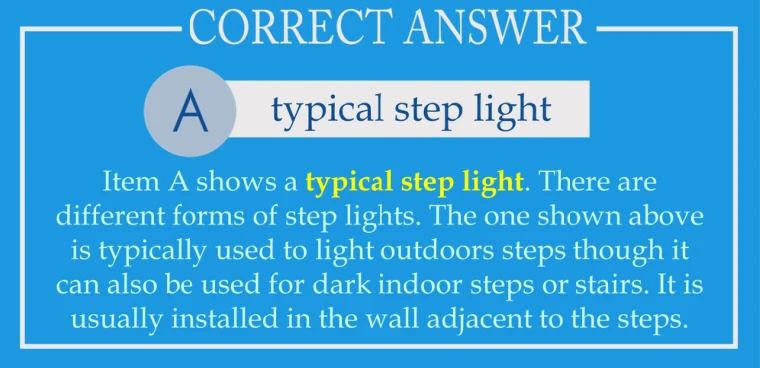 CORRECT ANSWER
A typical step light
Item A shows a typical step light. There are
different forms of step lights. The one shown above
is typically used to light outdoors steps though it
can also be used for dark indoor steps or stairs. It is
usually installed in the wall adjacent to the steps.